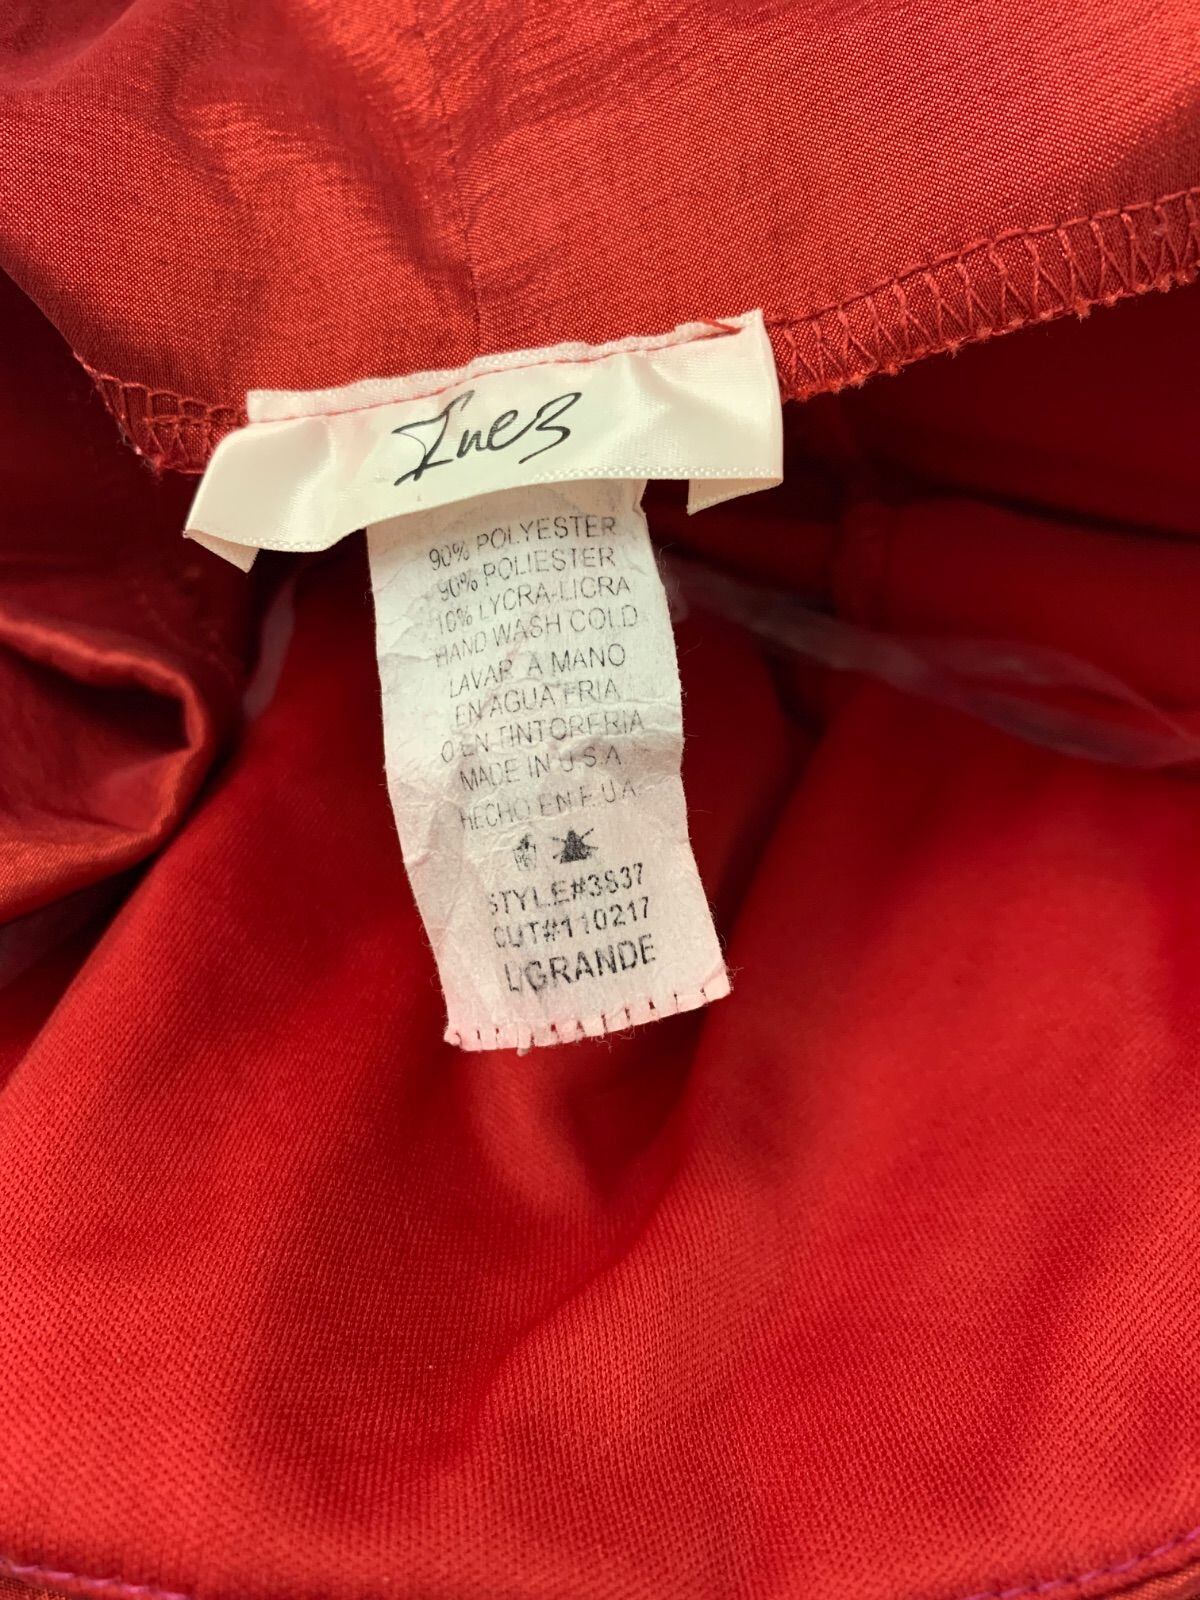 Inez
90% POLYESTER
90% POLIESTER
10% LYCRA-LICRA
HAND WASH COLD
LAVAR A MANO
EN AGUA FRIA
O EN TINTORERIA
MADE IN U.S.A
HECHO EN E.U.A.
STYLE#3837
CUT#110217
L/GRANDE